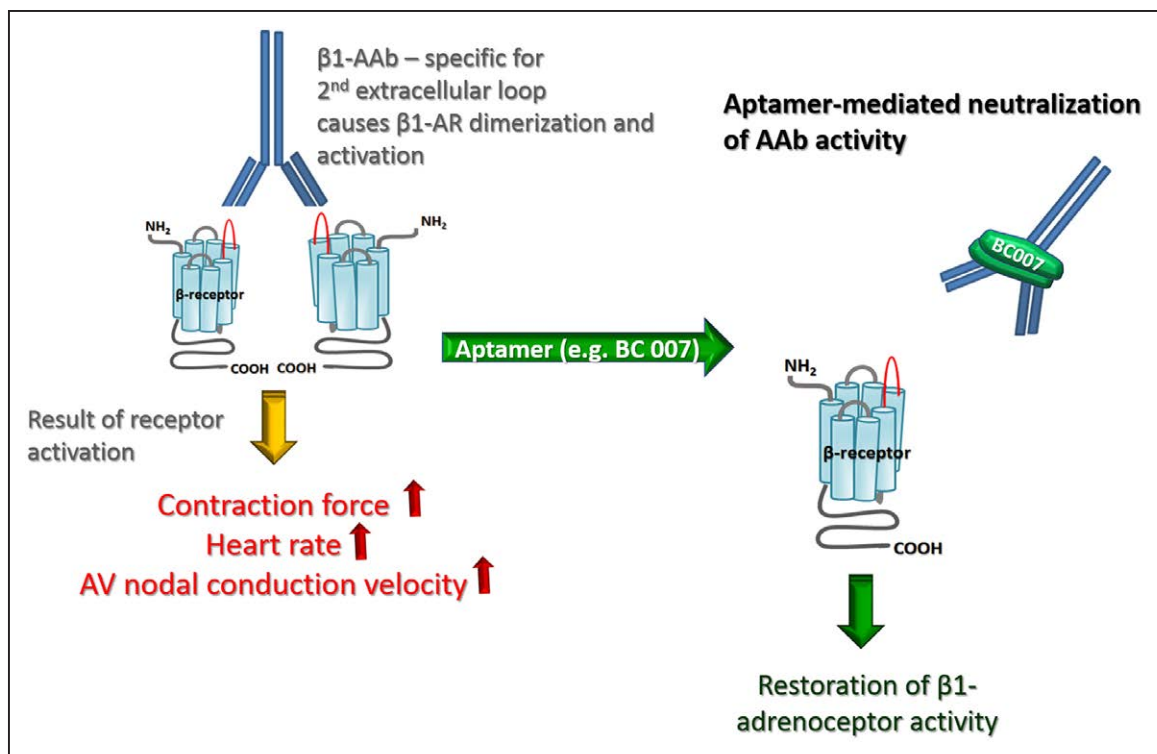 β1-AAb – specific for
2nd extracellular loop
causes β1-AR dimerization and
activation
NH2
NH2
β-receptor
COOH COOH
Result of receptor
activation
Contraction force
Heart rate
AV nodal conduction velocity
Aptamer (e.g. BC 007)
Aptamer-mediated neutralization
of AAb activity
BC007
NH2
β-receptor
COOH
Restoration of β1-
adrenoceptor activity